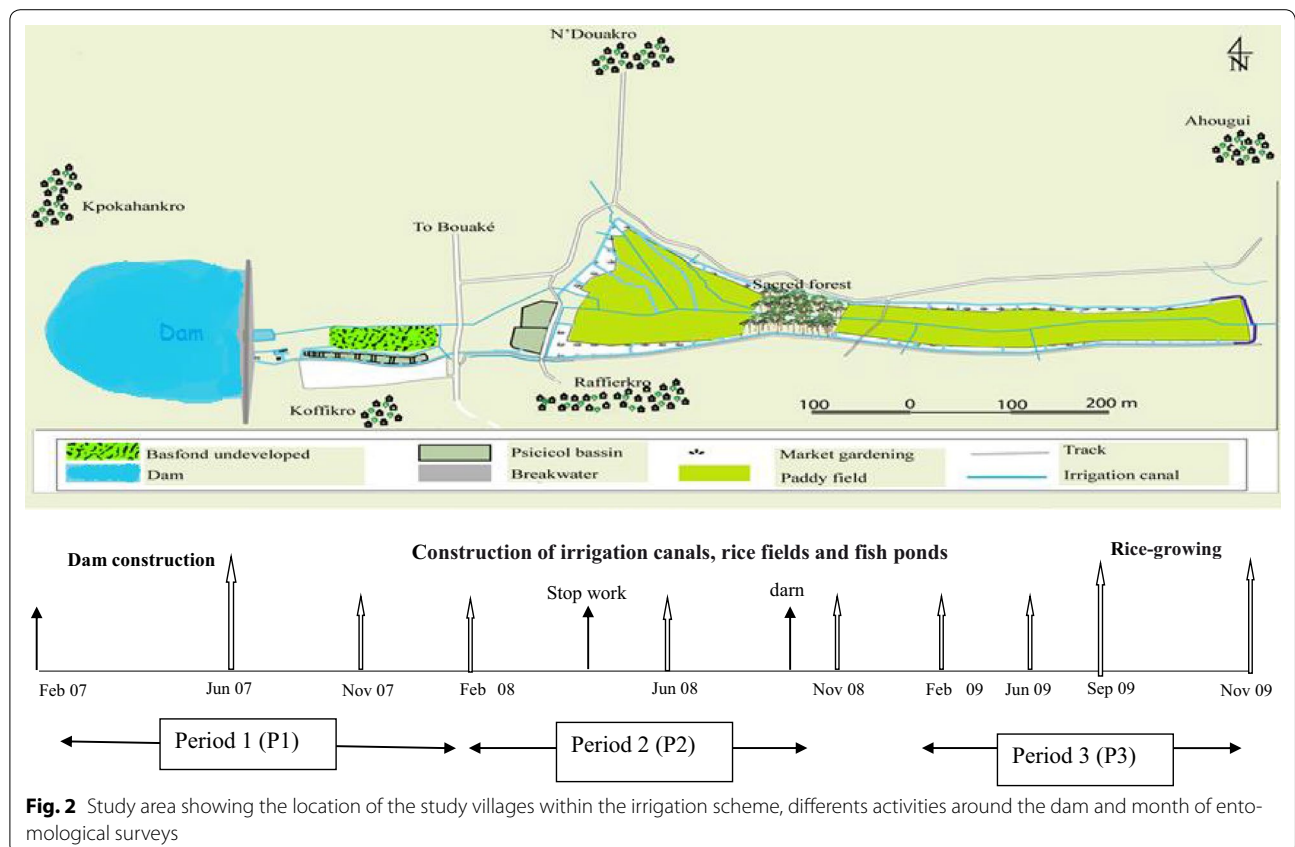 N'Douakro
N
Ahougui
Kpokahankro
To Bouaké
Sacred forest
Dam
Raffierkro
Koffikro
100 0 100 200 m
Basfond undeveloped
Psicicol bassin
Market gardening
Track
Dam
Breakwater
Paddy field
Irrigation canal
Dam construction
Construction of irrigation canals, rice fields and fish ponds
Rice-growing
Stop work
darn
Feb 07
Jun 07
Nov 07
Feb 08
Jun 08
Nov 08
Feb 09
Jun 09
Sep 09
Nov 09
Period 1 (P1)
Period 2 (P2)
Period 3 (P3)
Fig. 2 Study area showing the location of the study villages within the irrigation scheme, differents activities around the dam and month of ento-
mological surveys